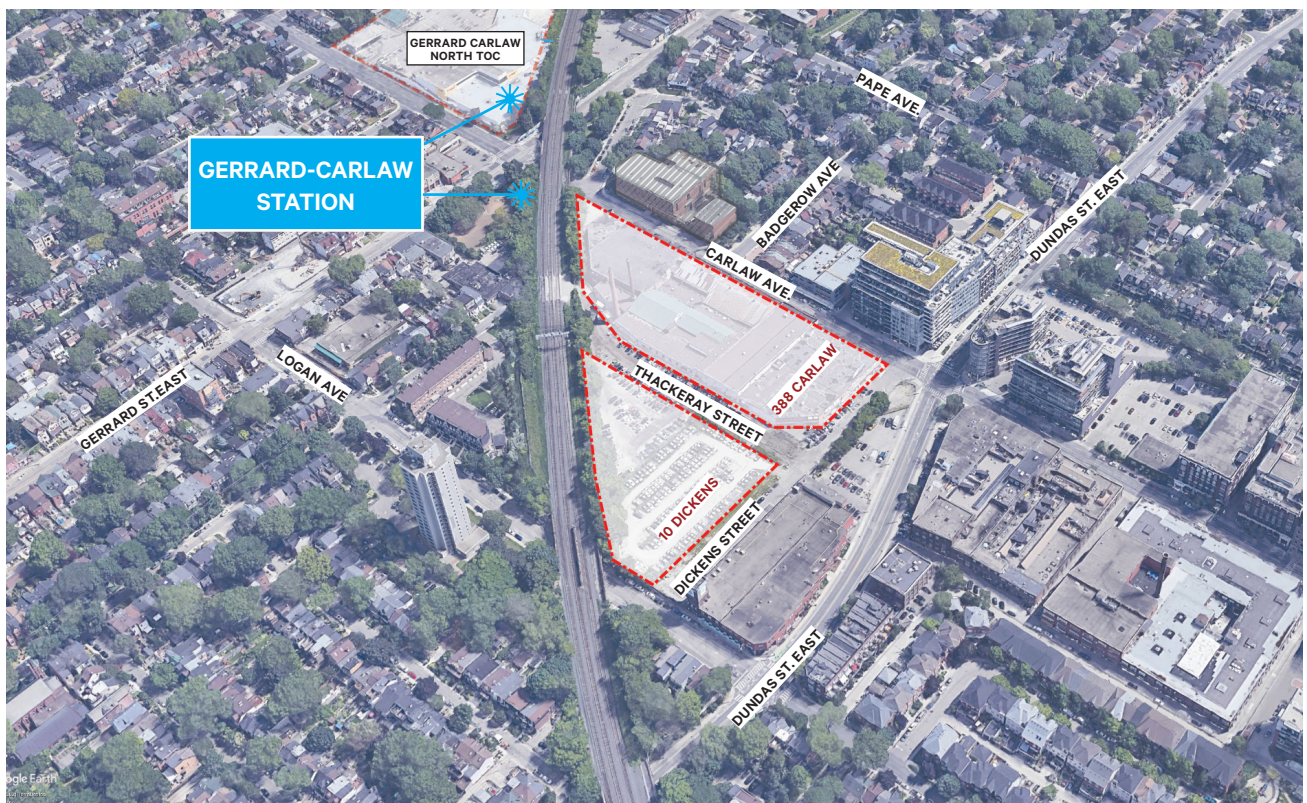 GERRARD CARLAW
NORTH TOC
PAPE AVE.
GERRARD-CARLAW
STATION
BADGEROW AVE
DUNDAS ST. EAST
CARLAW AVE.
LOGAN AVE
THACKERAY STREET
388 CARLAW
GERRARD ST.EAST
10 DICKENS
DICKENS STREET
DUNDAS ST. EAST
ogle Earth